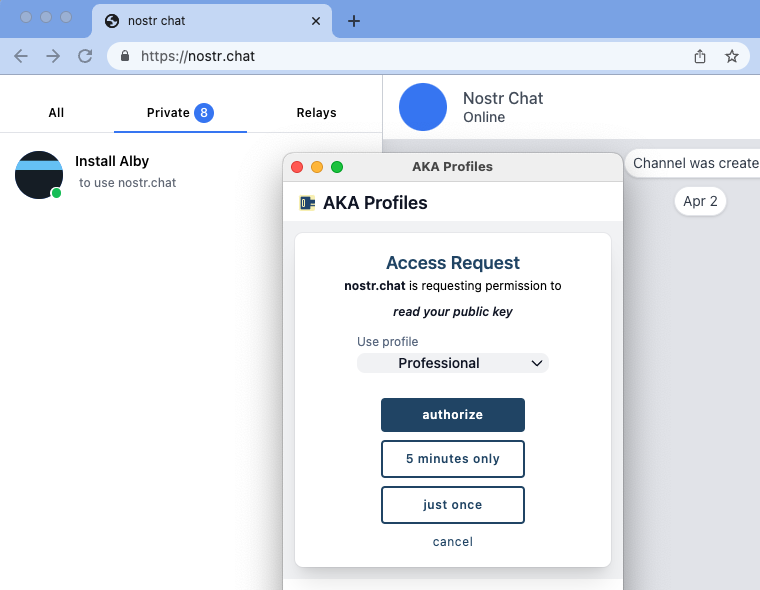 nostr chat
https://nostr.chat
All
Private 8
Relays
Nostr Chat
Online
Install Alby
to use nostr.chat
Channel was create
Apr 2
AKA Profiles
AKA Profiles
Access Request
nostr.chat is requesting permission to
read your public key
Use profile
Professional
authorize
5 minutes only
just once
cancel